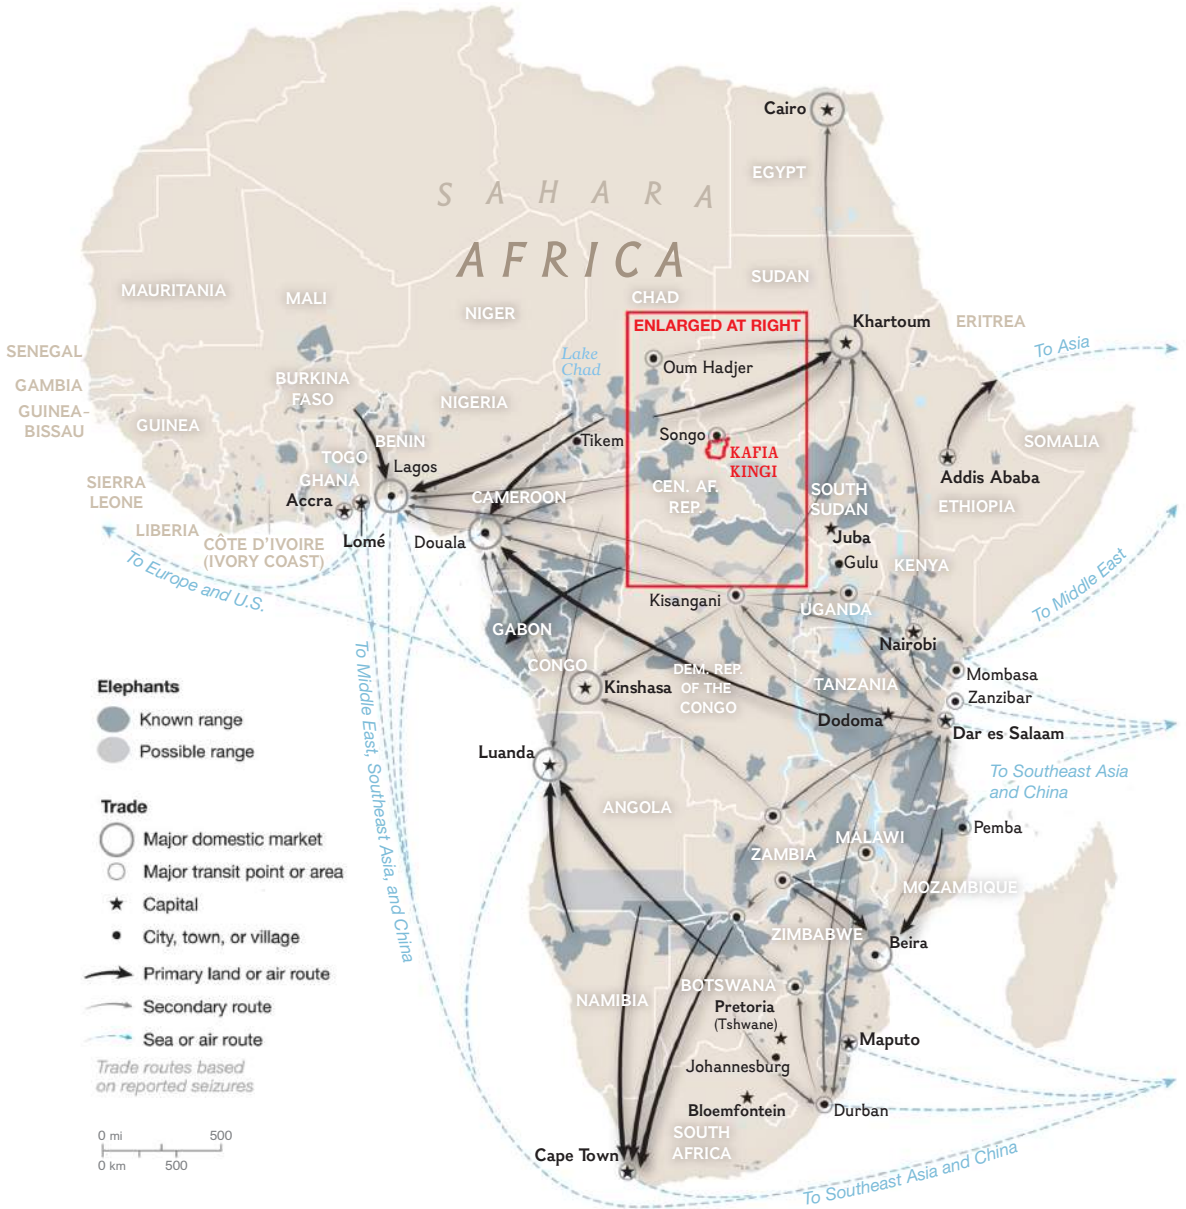 Cairo
EGYPT
SAHARA
AFRICA
SUDAN
MAURITANIA
MALI
NIGER
CHAD
ENLARGED AT RIGHT
Khartoum
ERITREA
To Asia
SENEGAL
Lake
Chad
Oum Hadjer
GAMBIA
BURKINA
FASO
NIGERIA
GUINEA-
BISSAU
GUINEA
BENIN
Tikem
Songo
SOMALIA
KAFIA
KINGI
TOGO
Lagos
Addis Ababa
SIERRA
LEONE
GHANA
Accra
CAMEROON
CEN. AF.
REP.
SOUTH
SUDAN
ETHIOPIA
LIBERIA
CÔTE D'IVOIRE
(IVORY COAST)
Lomé
Douala
Juba
Gulu
KENYA
To Europe and U.S.
To Middle East
Kisangani
UGANDA
GABON
Nairobi
CONGO
DEM. REP.
OF THE
CONGO
Mombasa
Kinshasa
TANZANIA
Zanzibar
Dodoma
Dar es Salaam
Elephants
Known range
Possible range
To Middle East, Southeast Asia, and China
Luanda
To Southeast Asia
and China
Trade
ANGOLA
Pemba
Major domestic market
MALAWI
ZAMBIA
Major transit point or area
MOZAMBIQUE
Capital
City, town, or village
ZIMBABWE
Beira
Primary land or air route
BOTSWANA
Secondary route
NAMIBIA
Pretoria
(Tshwane)
Sea or air route
Maputo
Trade routes based
on reported seizures
Johannesburg
Bloemfontein
Durban
0 mi 500
0 km 500
SOUTH
AFRICA
Cape Town
To Southeast Asia and China